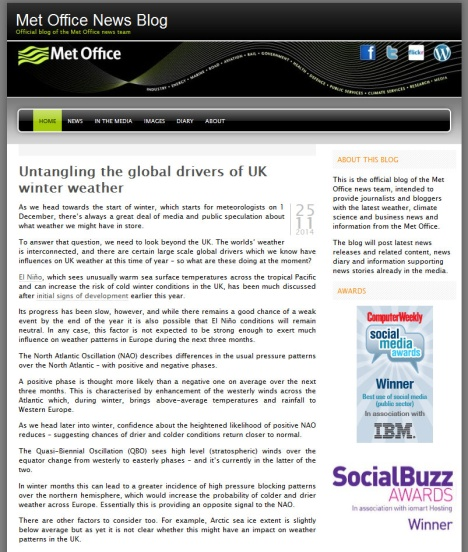 Met Office News Blog
Official blog of the Met Office news team
Met Office
flickr
INDUSTRY • ENERGY • MARINE • ROAD • AVIATION • RAIL • GOVERNMENT • HEALTH • DEFENCE • PUBLIC SERVICES • CLIMATE SERVICES • RESEARCH • MEDIA
HOME NEWS IN THE MEDIA IMAGES DIARY ABOUT
Untangling the global drivers of UK
winter weather
25
11
2014
As we head towards the start of winter, which starts for meteorologists on 1
December, there's always a great deal of media and public speculation about
what weather we might have in store.
To answer that question, we need to look beyond the UK. The worlds' weather
is interconnected, and there are certain large scale global drivers which we know have
influences on UK weather at this time of year – so what are these doing at the moment?
El Niño, which sees unusually warm sea surface temperatures across the tropical Pacific
and can increase the risk of cold winter conditions in the UK, has been much discussed
after initial signs of development earlier this year.
Its progress has been slow, however, and while there remains a good chance of a weak
event by the end of the year it is also possible that El Niño conditions will remain
neutral. In any case, this factor is not expected to be strong enough to exert much
influence on weather patterns in Europe during the next three months.
The North Atlantic Oscillation (NAO) describes differences in the usual pressure patterns
over the North Atlantic – with positive and negative phases.
A positive phase is thought more likely than a negative one on average over the next
three months. This is characterised by enhancement of the westerly winds across the
Atlantic which, during winter, brings above-average temperatures and rainfall to
Western Europe.
As we head later into winter, confidence about the heightened likelihood of positive NAO
reduces – suggesting chances of drier and colder conditions return closer to normal.
The Quasi-Biennial Oscillation (QBO) sees high level (stratospheric) winds over the
equator change from westerly to easterly phases – and it's currently in the latter of the
two.
In winter months this can lead to a greater incidence of high pressure blocking patterns
over the northern hemisphere, which would increase the probability of colder and drier
weather across Europe. Essentially this is providing an opposite signal to the NAO.
There are other factors to consider too. For example, Arctic sea ice extent is slightly
below average but as yet it is not clear whether this might have an impact on weather
patterns in the UK.
ABOUT THIS BLOG
This is the official blog of the Met
Office news team, intended to
provide journalists and bloggers
with the latest weather, climate
science and business news and
information from the Met Office.
The blog will post latest news
releases and related content, news
diary and information supporting
news stories already in the media.
AWARDS
ComputerWeekly
social
media
awards
Winner
Best use of social media
(public sector)
In association with
IBM.
SocialBuzz
AWARDS
In association with iomart Hosting
Winner